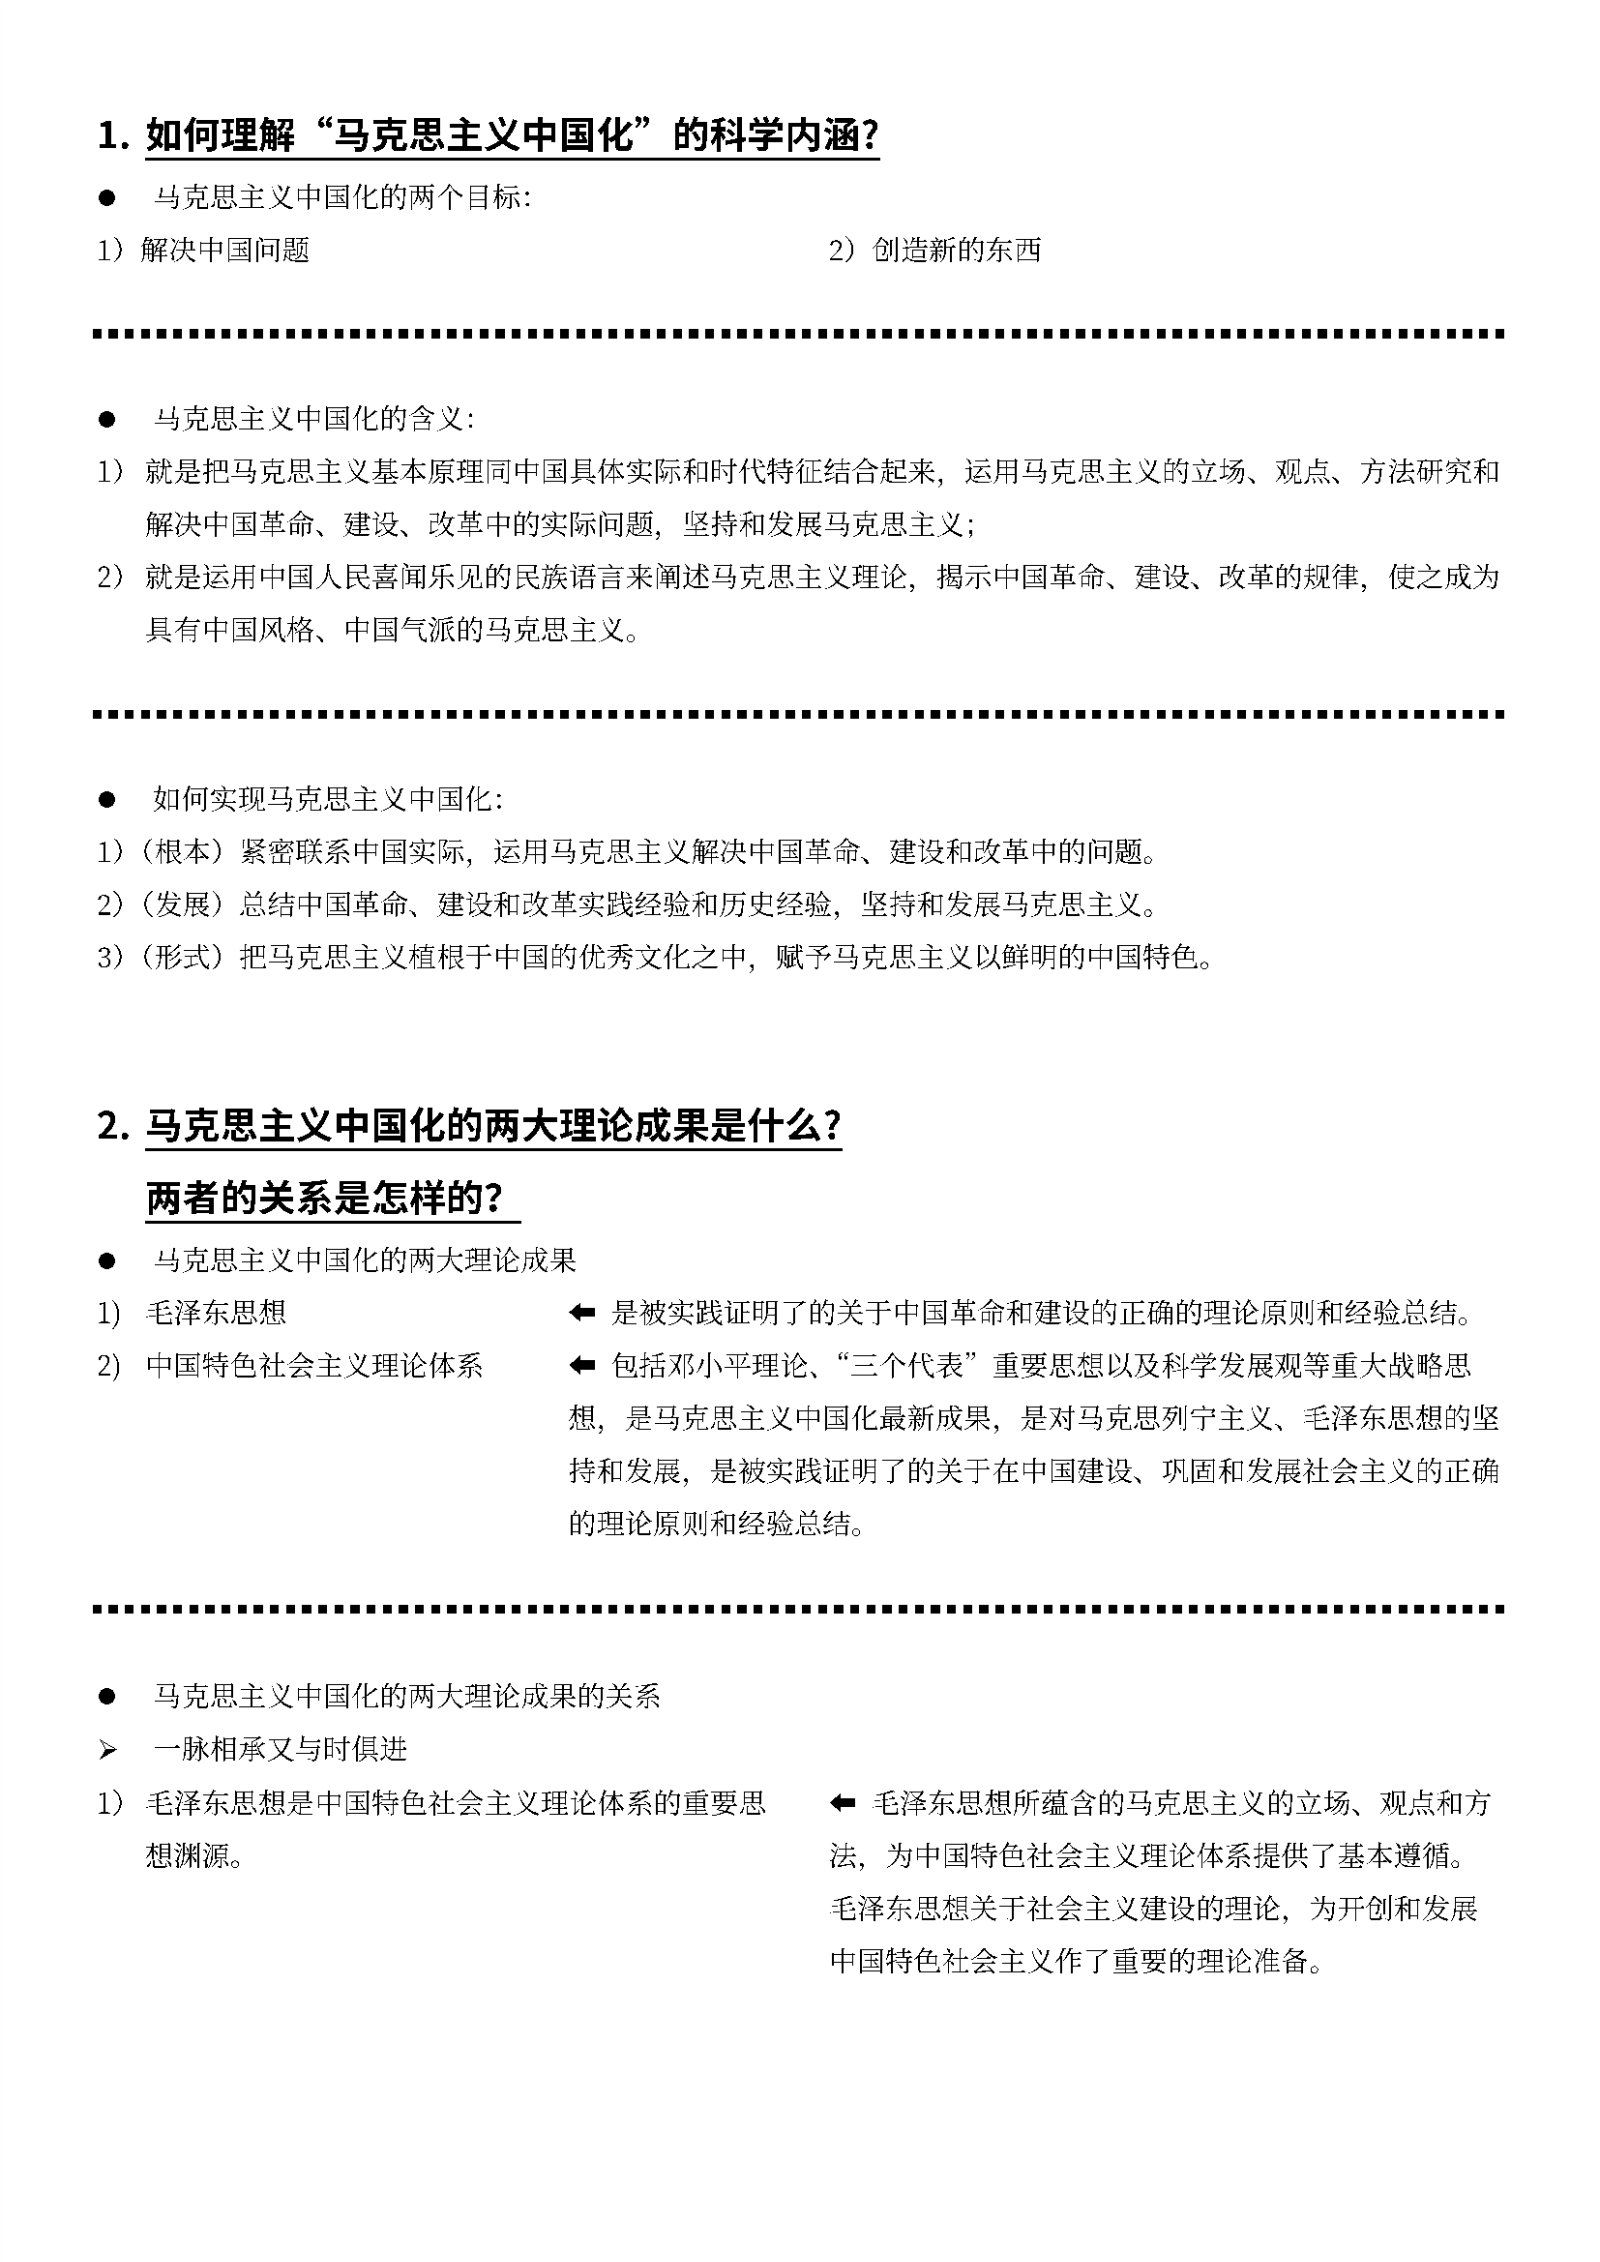 1. 如何理解“马克思主义中国化”的科学内涵？
● 马克思主义中国化的两个目标：
1）解决中国问题 2）创造新的东西
● 马克思主义中国化的含义：
1） 就是把马克思主义基本原理同中国具体实际和时代特征结合起来，运用马克思主义的立场、观点、方法研究和
解决中国革命、建设、改革中的实际问题，坚持和发展马克思主义；
2） 就是运用中国人民喜闻乐见的民族语言来阐述马克思主义理论，揭示中国革命、建设、改革的规律，使之成为
具有中国风格、中国气派的马克思主义。
● 如何实现马克思主义中国化：
1）（根本）紧密联系中国实际，运用马克思主义解决中国革命、建设和改革中的问题。
2）（发展）总结中国革命、建设和改革实践经验和历史经验，坚持和发展马克思主义。
3）（形式）把马克思主义植根于中国的优秀文化之中，赋予马克思主义以鲜明的中国特色。
2. 马克思主义中国化的两大理论成果是什么？
两者的关系是怎样的？
● 马克思主义中国化的两大理论成果
1) 毛泽东思想 ⬅ 是被实践证明了的关于中国革命和建设的正确的理论原则和经验总结。
2) 中国特色社会主义理论体系 ⬅ 包括邓小平理论、“三个代表”重要思想以及科学发展观等重大战略思
想，是马克思主义中国化最新成果，是对马克思列宁主义、毛泽东思想的坚
持和发展，是被实践证明了的关于在中国建设、巩固和发展社会主义的正确
的理论原则和经验总结。
● 马克思主义中国化的两大理论成果的关系
➢ 一脉相承又与时俱进
1） 毛泽东思想是中国特色社会主义理论体系的重要思
想渊源。
⬅ 毛泽东思想所蕴含的马克思主义的立场、观点和方
法，为中国特色社会主义理论体系提供了基本遵循。
毛泽东思想关于社会主义建设的理论，为开创和发展
中国特色社会主义作了重要的理论准备。